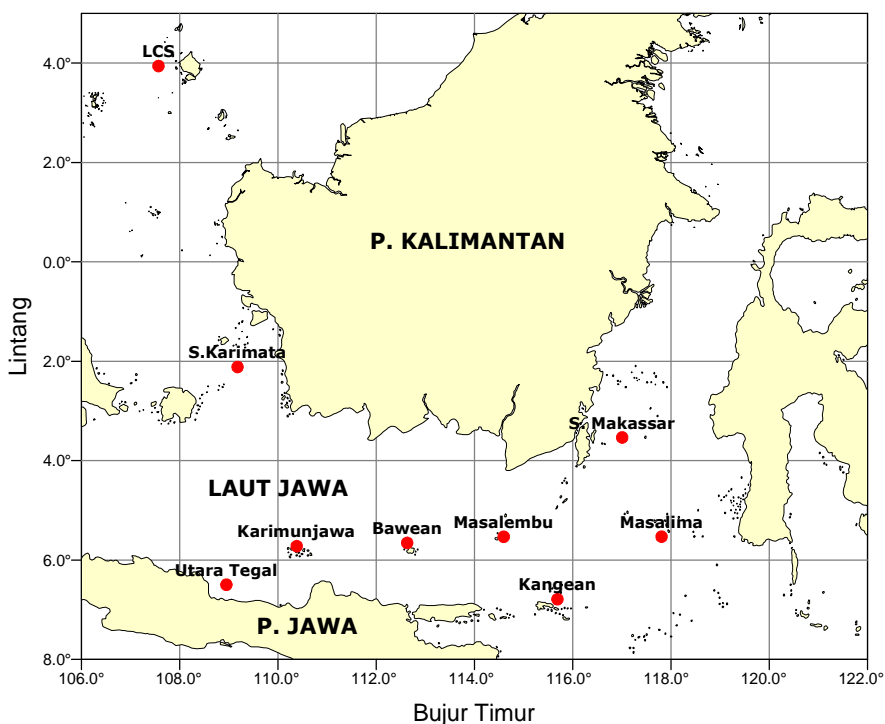 4.0°
LCS
2.0°
P. KALIMANTAN
0.0°
Lintang
S.Karimata
2.0°
S. Makassar
4.0°
LAUT JAWA
Karimunjawa
Bawean
Masalembu
Masalima
6.0°
Utara Tegal
Kangean
P. JAWA
8.0°
106.0° 108.0° 110.0° 112.0° 114.0° 116.0° 118.0° 120.0° 122.0°
Bujur Timur